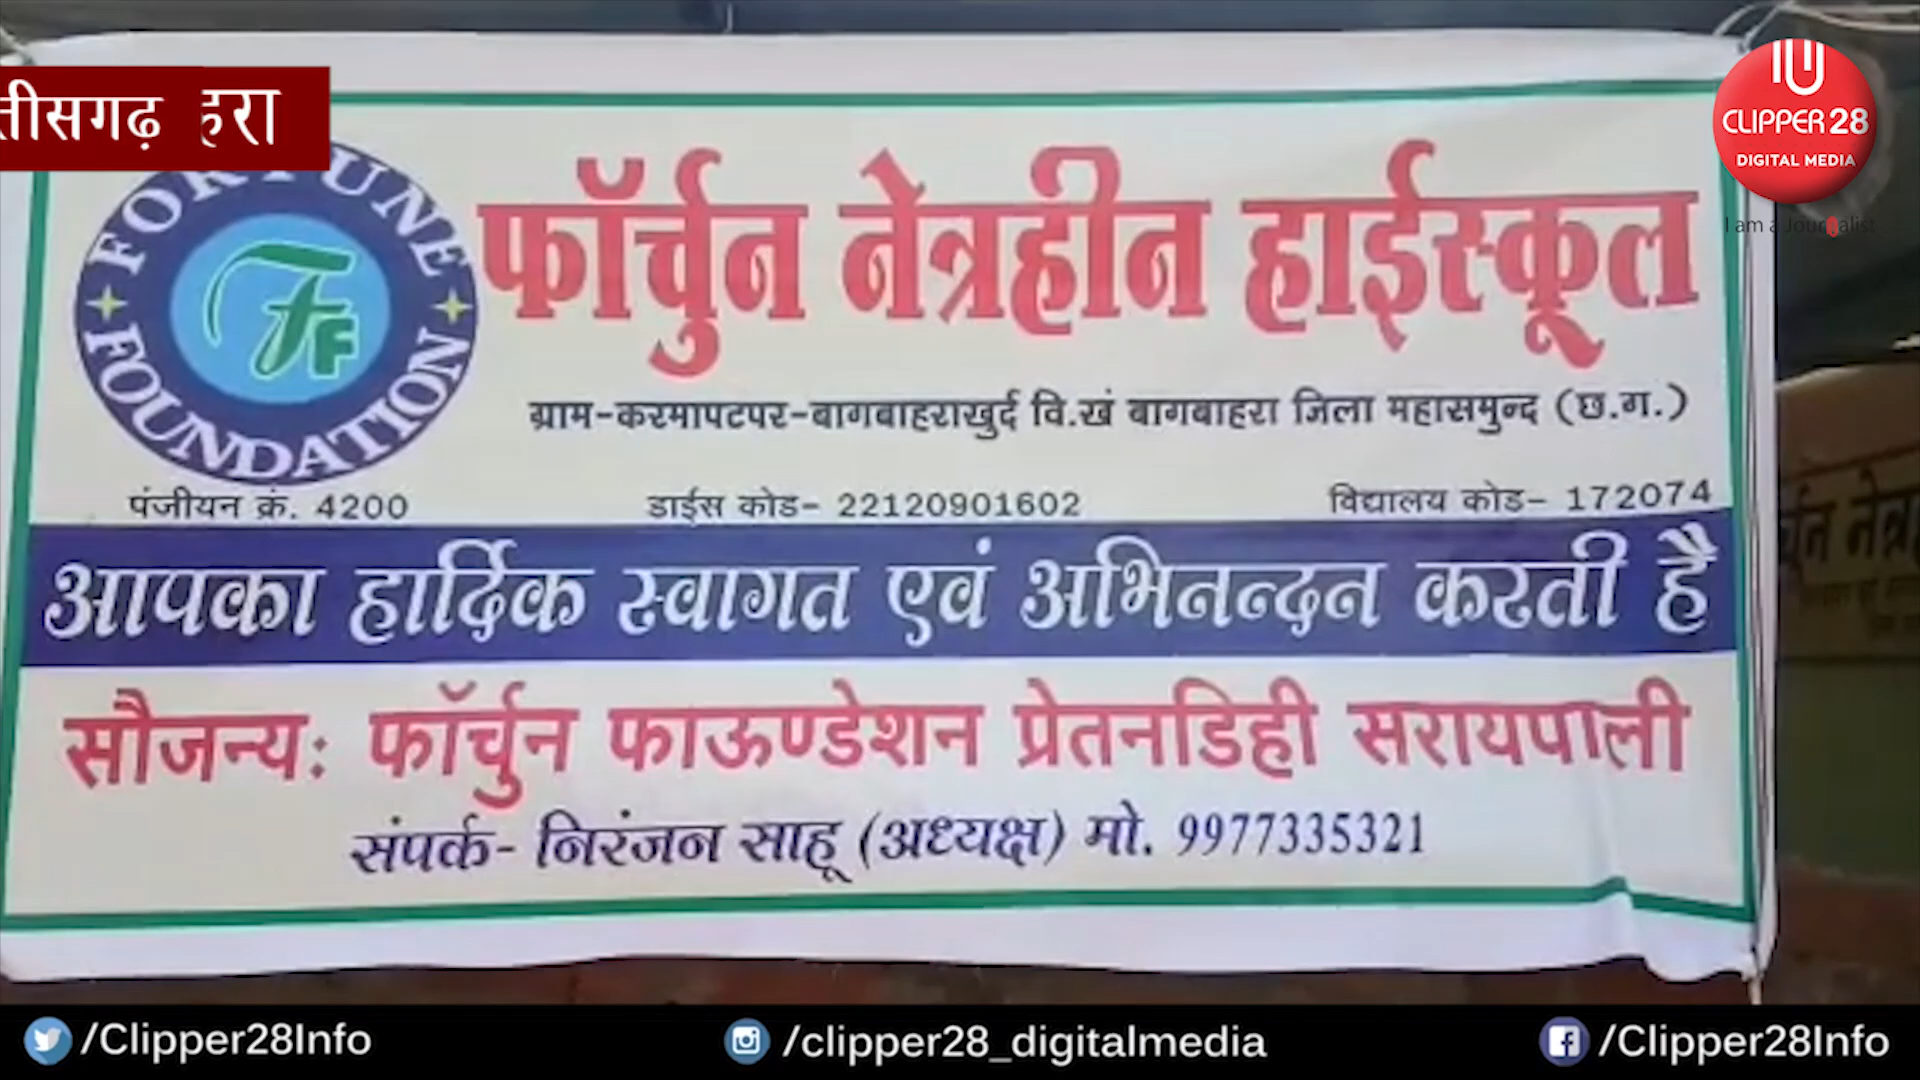 तीसगढ़ हरा
CLIPPER 28
DIGITAL MEDIA
I am a Journalist
FORTUNE FOUNDATION
FF
फॉर्चुन नेत्रहीन हाईस्कूल
ग्राम-करमापटपर-बागबाहराखुर्द वि.खं बागबाहरा जिला महासमुन्द (छ.ग.)
पंजीयन क्रं. 4200 डाईस कोड- 22120901602 विद्यालय कोड- 172074
आपका हार्दिक स्वागत एवं अभिनन्दन करती है
सौजन्य: फॉर्चुन फाऊण्डेशन प्रेतनडिही सरायपाली
संपर्क- निरंजन साहू (अध्यक्ष) मो. 9977335321
/Clipper28Info /clipper28_digitalmedia /Clipper28Info